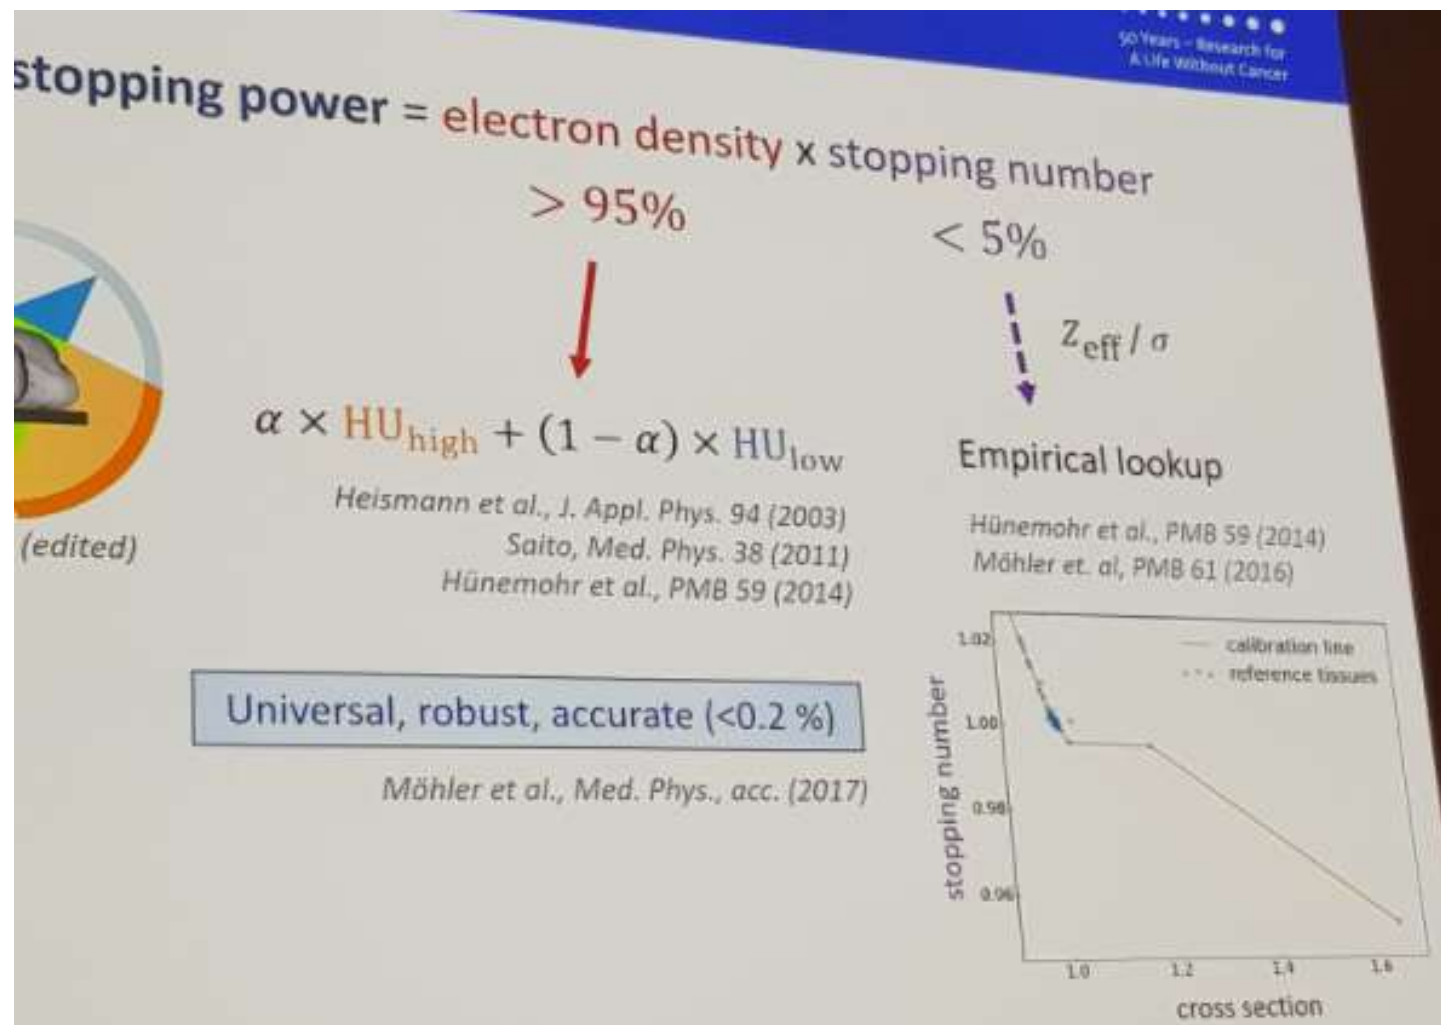 50 Years – Research for
A Life Without Cancer
stopping power = electron density x stopping number
> 95%
< 5%
Z_eff / σ
α × HU_high + (1 − α) × HU_low
Heismann et al., J. Appl. Phys. 94 (2003)
Saito, Med. Phys. 38 (2011)
Hünemohr et al., PMB 59 (2014)
(edited)
Universal, robust, accurate (<0.2 %)
Möhler et al., Med. Phys., acc. (2017)
Empirical lookup
Hünemohr et al., PMB 59 (2014)
Möhler et. al, PMB 61 (2016)
calibration line
reference tissues
stopping number
1.02
1.00
0.98
0.96
1.0 1.2 1.4 1.6
cross section